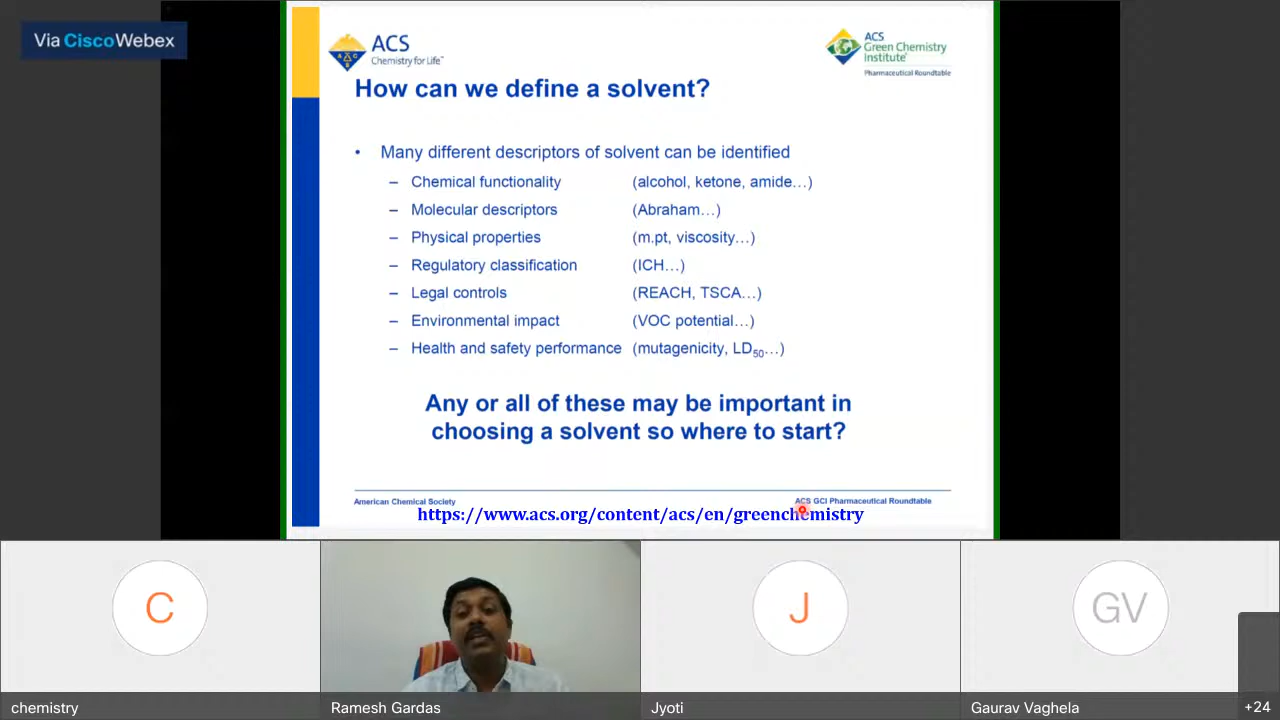 Via Cisco Webex
ACS
Chemistry for Life™
ACS
Green Chemistry
Institute®
Pharmaceutical Roundtable
How can we define a solvent?
• Many different descriptors of solvent can be identified
– Chemical functionality (alcohol, ketone, amide…)
– Molecular descriptors (Abraham…)
– Physical properties (m.pt, viscosity…)
– Regulatory classification (ICH…)
– Legal controls (REACH, TSCA…)
– Environmental impact (VOC potential…)
– Health and safety performance (mutagenicity, LD50…)
Any or all of these may be important in
choosing a solvent so where to start?
American Chemical Society ACS GCI Pharmaceutical Roundtable
https://www.acs.org/content/acs/en/greenchemistry
C J GV
chemistry Ramesh Gardas Jyoti Gaurav Vaghela +24